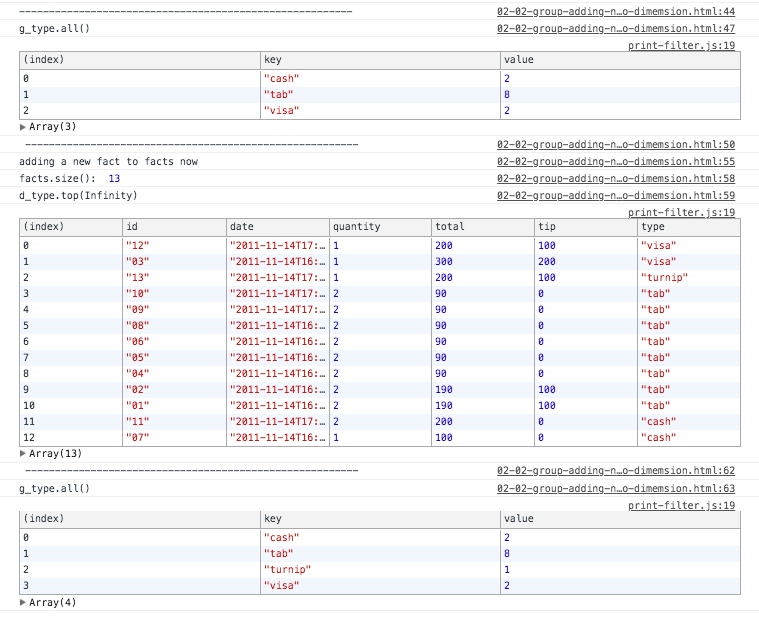 -------------------------------------------------------- 02-02-group-adding-n…o-dimemsion.html:44
g_type.all() 02-02-group-adding-n…o-dimemsion.html:47
print-filter.js:19
(index) key value
0 "cash" 2
1 "tab" 8
2 "visa" 2
▶ Array(3)
-------------------------------------------------------- 02-02-group-adding-n…o-dimemsion.html:50
adding a new fact to facts now 02-02-group-adding-n…o-dimemsion.html:55
facts.size(): 13 02-02-group-adding-n…o-dimemsion.html:58
d_type.top(Infinity) 02-02-group-adding-n…o-dimemsion.html:59
print-filter.js:19
(index) id date quantity total tip type
0 "12" "2011-11-14T17:… 1 200 100 "visa"
1 "03" "2011-11-14T16:… 1 300 200 "visa"
2 "13" "2011-11-14T17:… 1 200 100 "turnip"
3 "10" "2011-11-14T17:… 2 90 0 "tab"
4 "09" "2011-11-14T17:… 2 90 0 "tab"
5 "08" "2011-11-14T16:… 2 90 0 "tab"
6 "06" "2011-11-14T16:… 2 90 0 "tab"
7 "05" "2011-11-14T16:… 2 90 0 "tab"
8 "04" "2011-11-14T16:… 2 90 0 "tab"
9 "02" "2011-11-14T16:… 2 190 100 "tab"
10 "01" "2011-11-14T16:… 2 190 100 "tab"
11 "11" "2011-11-14T17:… 2 200 0 "cash"
12 "07" "2011-11-14T16:… 1 100 0 "cash"
▶ Array(13)
-------------------------------------------------------- 02-02-group-adding-n…o-dimemsion.html:62
g_type.all() 02-02-group-adding-n…o-dimemsion.html:63
print-filter.js:19
(index) key value
0 "cash" 2
1 "tab" 8
2 "turnip" 1
3 "visa" 2
▶ Array(4)